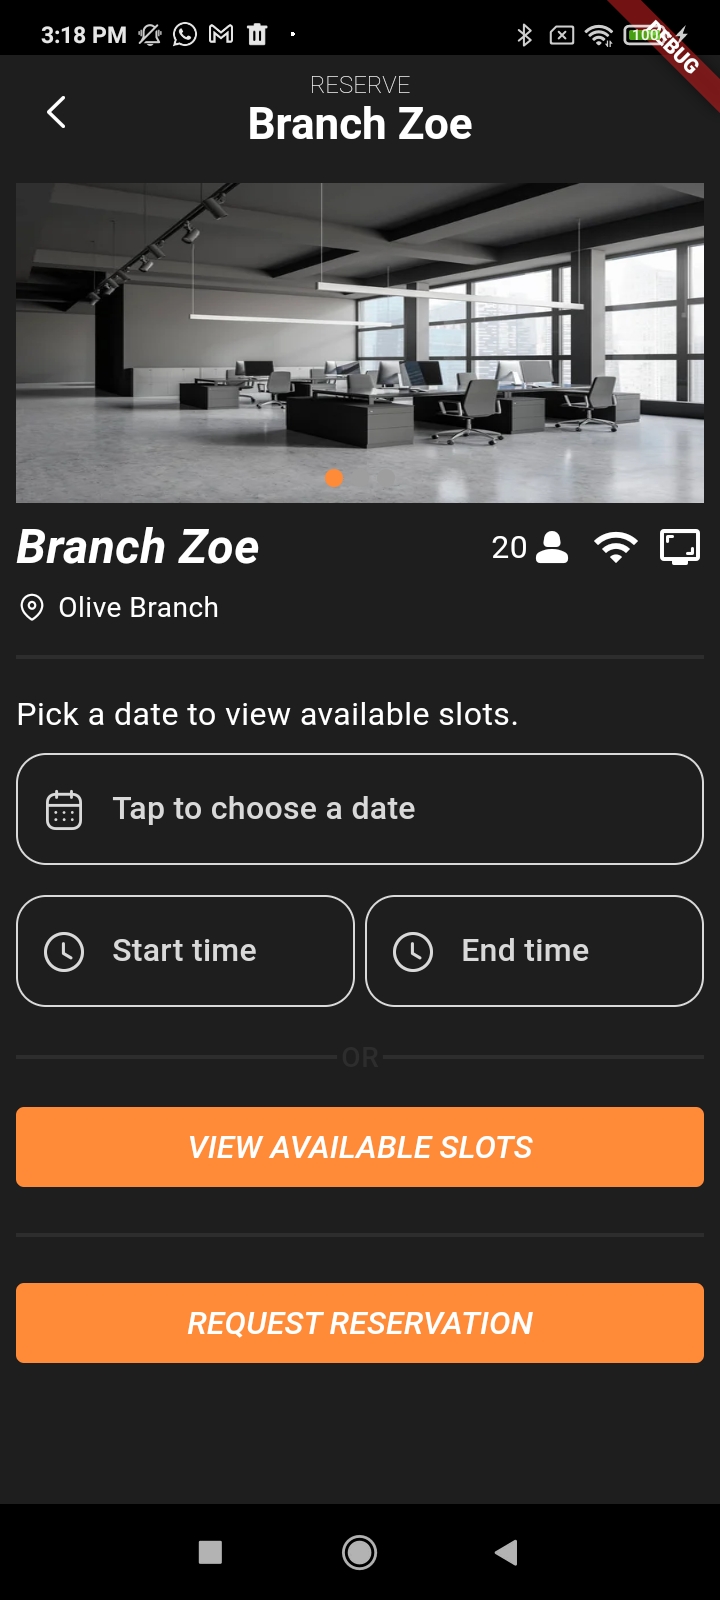 3:18 PM
100
DEBUG
RESERVE
Branch Zoe
Branch Zoe
20
Olive Branch
Pick a date to view available slots.
Tap to choose a date
Start time
End time
OR
VIEW AVAILABLE SLOTS
REQUEST RESERVATION